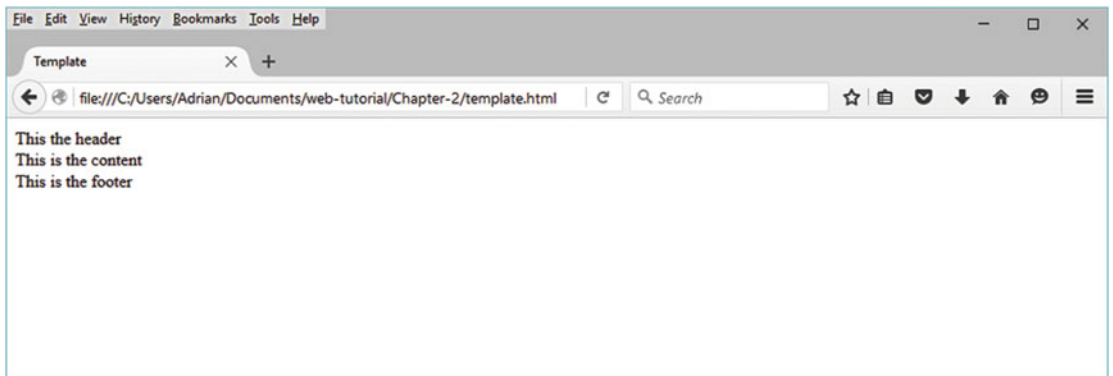 File Edit View History Bookmarks Tools Help
Template
file:///C:/Users/Adrian/Documents/web-tutorial/Chapter-2/template.html Search
This the header
This is the content
This is the footer